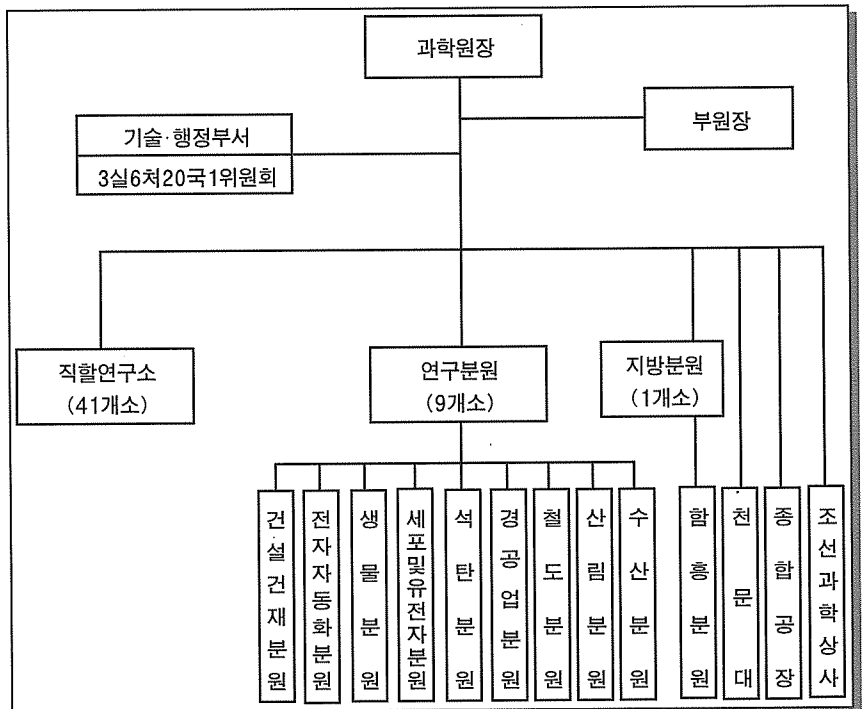 과학원장
부원장
기술·행정부서
3실6처20국1위원회
직할연구소
(41개소)
연구분원
(9개소)
지방분원
(1개소)
건설건재분원
전자자동화분원
생물분원
세포및유전자분원
석탄분원
경공업분원
철도분원
산림분원
수산분원
함흥분원
천문대
종합공장
조선과학상사